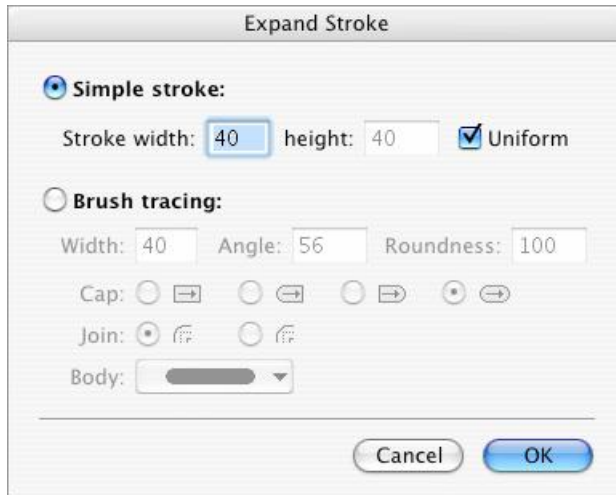 Expand Stroke
Simple stroke:
Stroke width: 40 height: 40 Uniform
Brush tracing:
Width: 40 Angle: 56 Roundness: 100
Cap:
Join:
Body:
Cancel OK